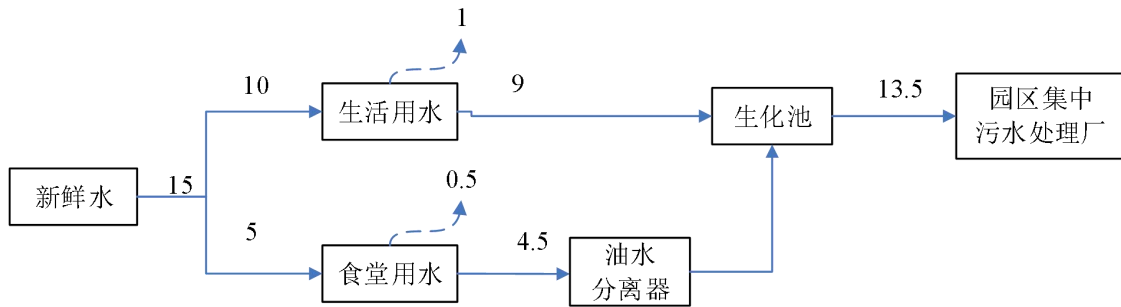 1
10
9
13.5
生活用水
生化池
园区集中
污水处理厂
新鲜水
15
0.5
5
4.5
食堂用水
油水
分离器